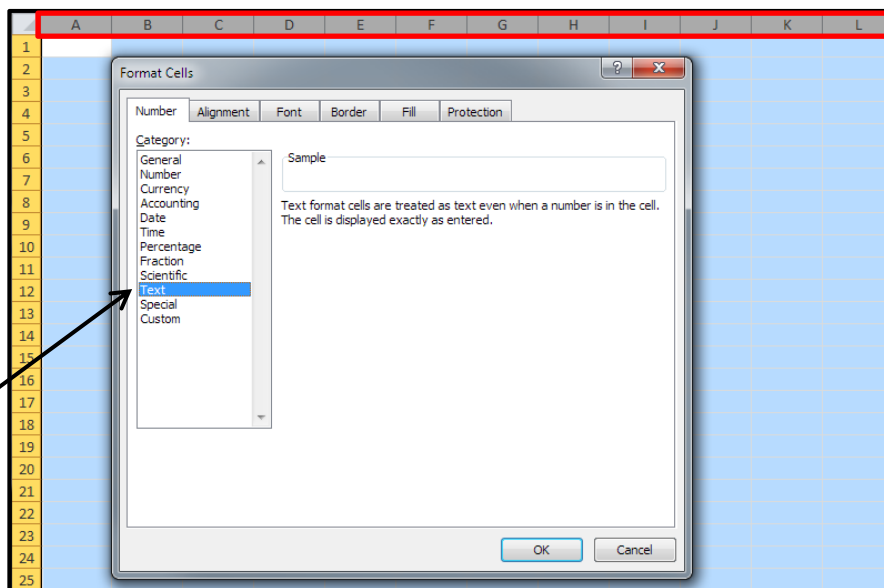 A B C D E F G H I J K L
1
2
Format Cells
3
4
Number Alignment Font Border Fill Protection
5
Category:
6
General
Sample
7
Number
Currency
8
Accounting
Text format cells are treated as text even when a number is in the cell.
9
Date
The cell is displayed exactly as entered.
Time
10
Percentage
11
Fraction
Scientific
12
Text
13
Special
Custom
14
15
16
17
18
19
20
21
22
23
24
OK Cancel
25